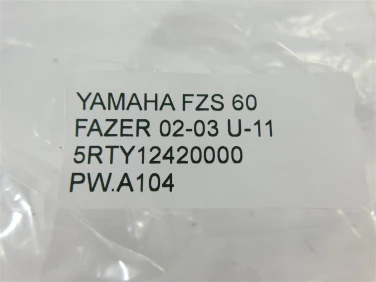 YAMAHA FZS 60
FAZER 02-03 U-11
5RTY12420000
PW.A104